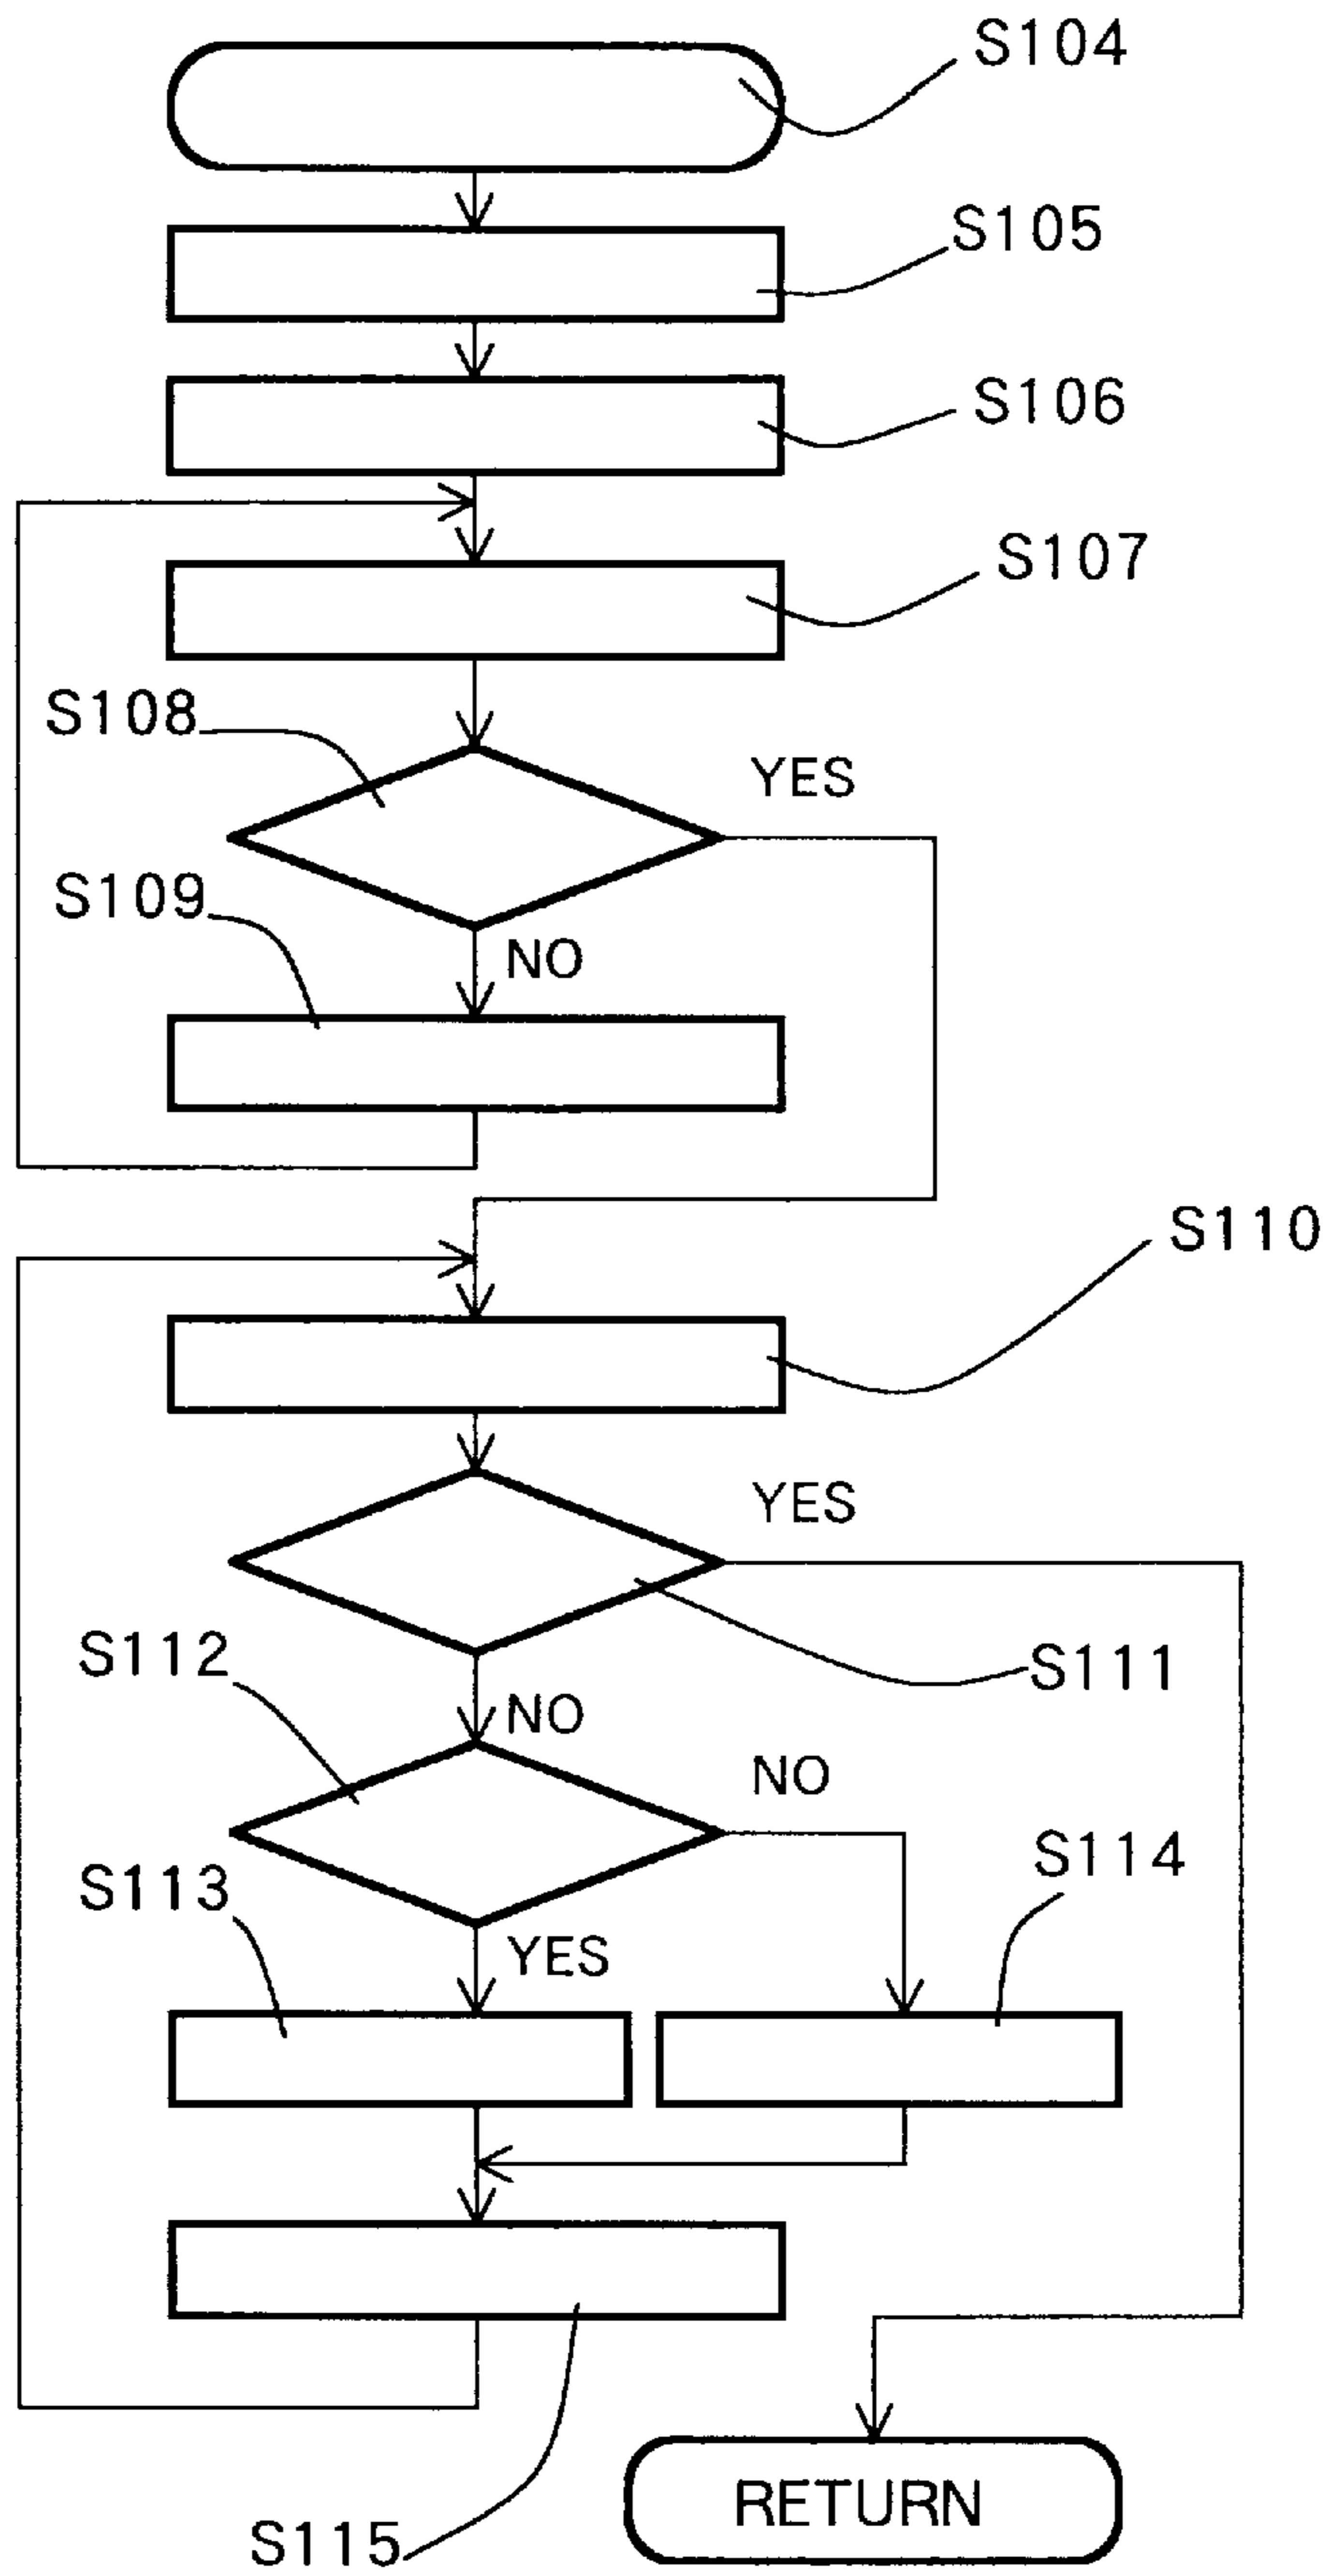 S104
S105
S106
S107
S108
YES
S109
NO
S110
YES
S111
S112
NO
NO
S114
S113
YES
RETURN
S115